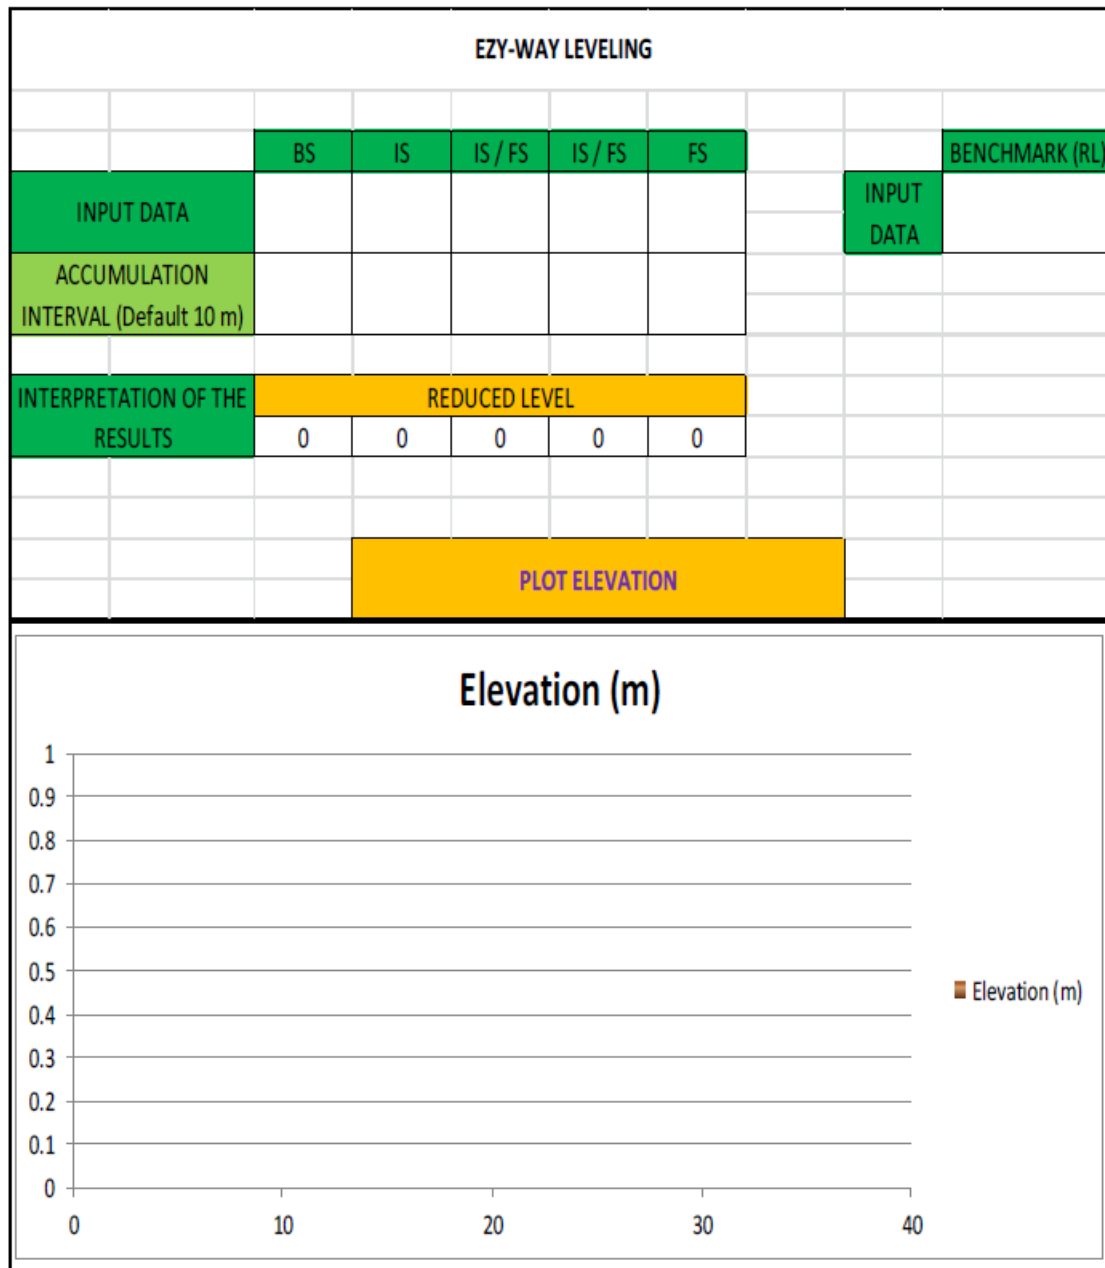 EZY-WAY LEVELING
BS IS IS / FS IS / FS FS BENCHMARK (RL)
INPUT DATA
INPUT
DATA
ACCUMULATION
INTERVAL (Default 10 m)
INTERPRETATION OF THE
RESULTS
REDUCED LEVEL
0 0 0 0 0
PLOT ELEVATION
Elevation (m)
1
0.9
0.8
0.7
0.6
0.5
0.4
0.3
0.2
0.1
0
0 10 20 30 40
Elevation (m)